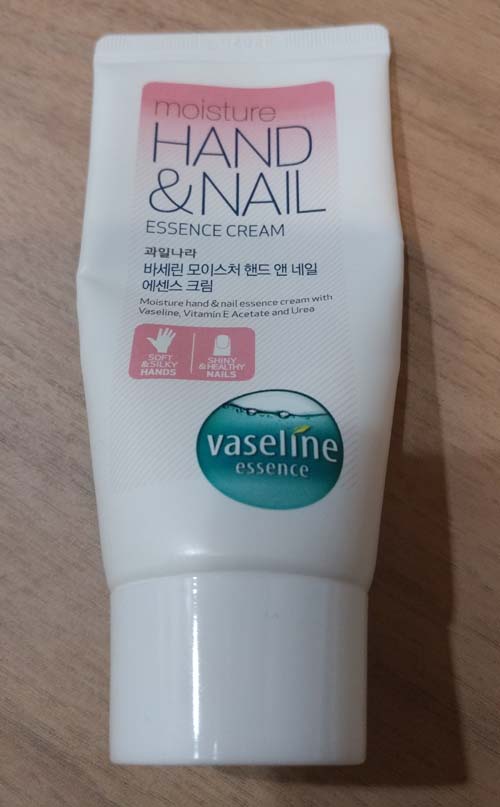 moisture
HAND
&NAIL
ESSENCE CREAM
과일나라
바세린 모이스처 핸드 앤 네일
에센스 크림
Moisture hand & nail essence cream with
Vaseline, Vitamin E Acetate and Urea
SOFT
&SILKY
HANDS
SHINY
&HEALTHY
NAILS
vaseline
essence